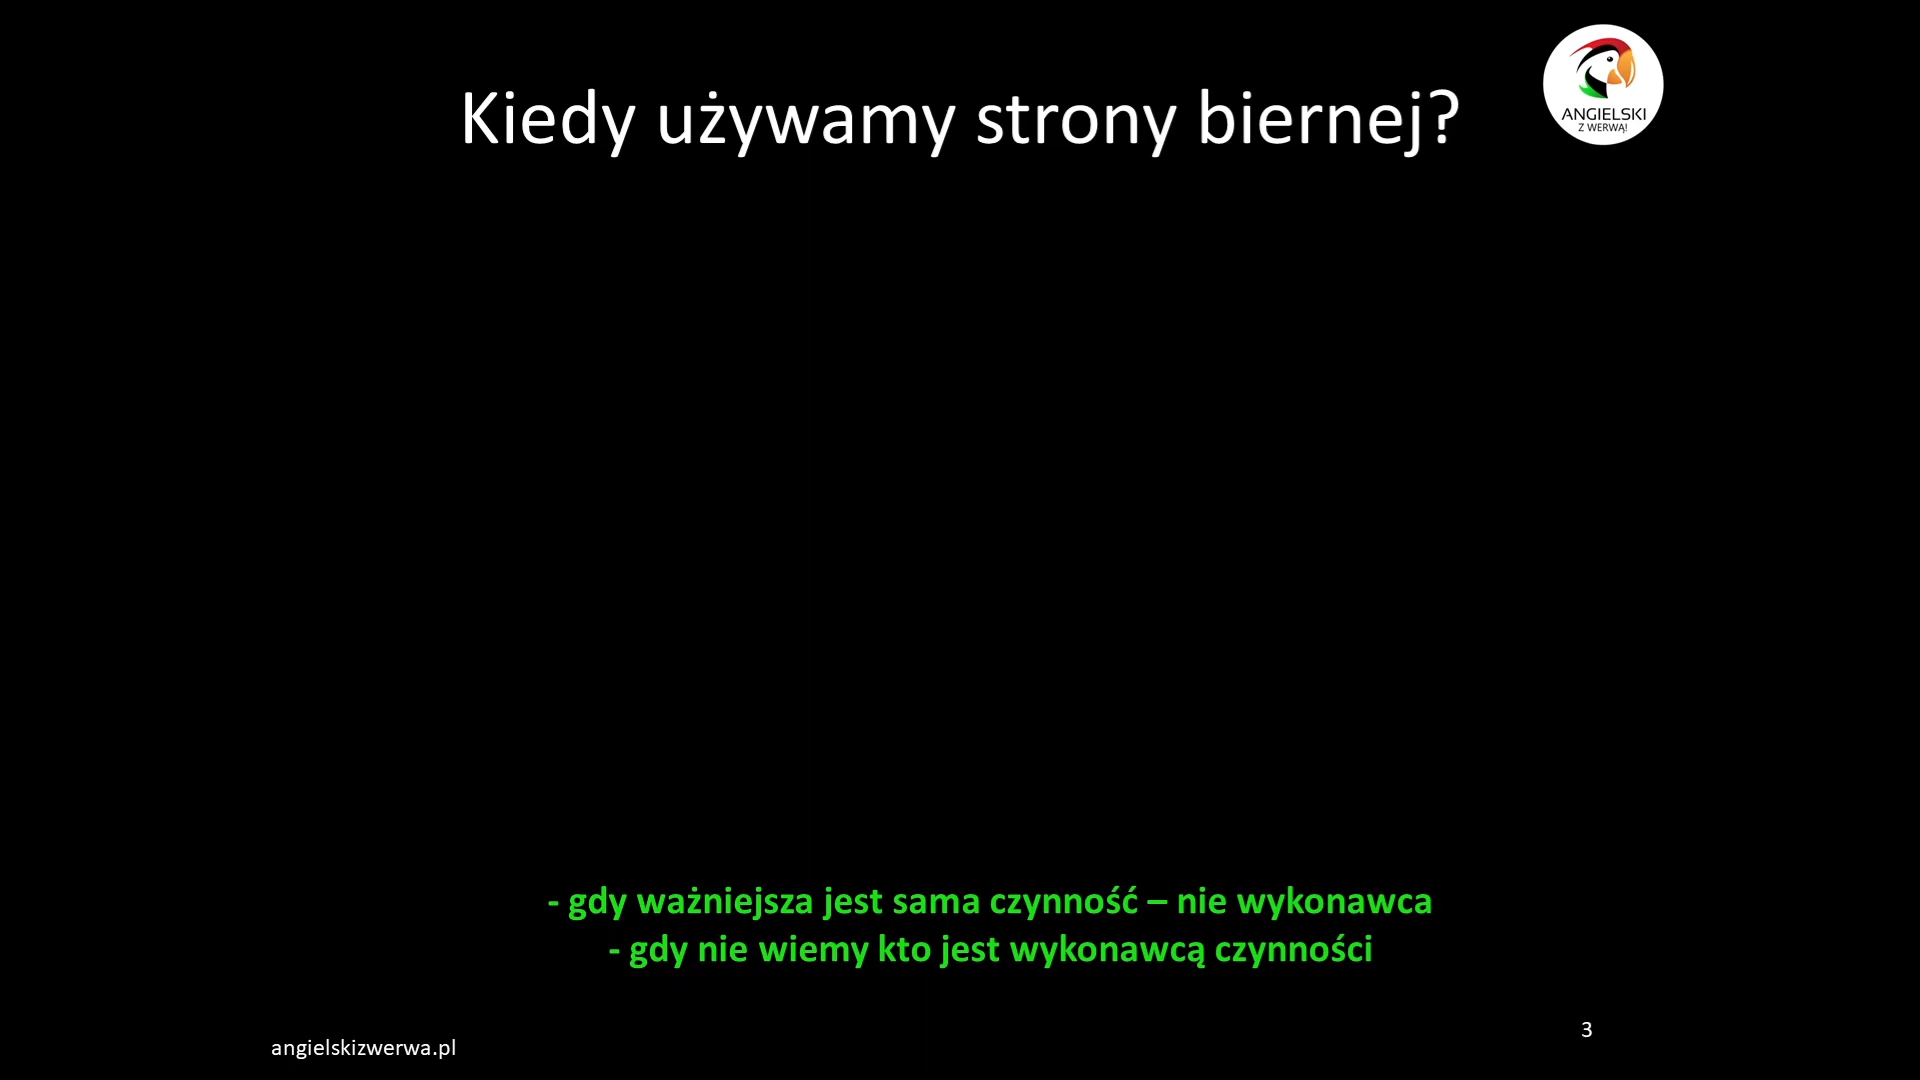 Kiedy używamy strony biernej?
ANGIELSKI
Z WERWĄ!
- gdy ważniejsza jest sama czynność – nie wykonawca
- gdy nie wiemy kto jest wykonawcą czynności
angielskizwerwa.pl
3